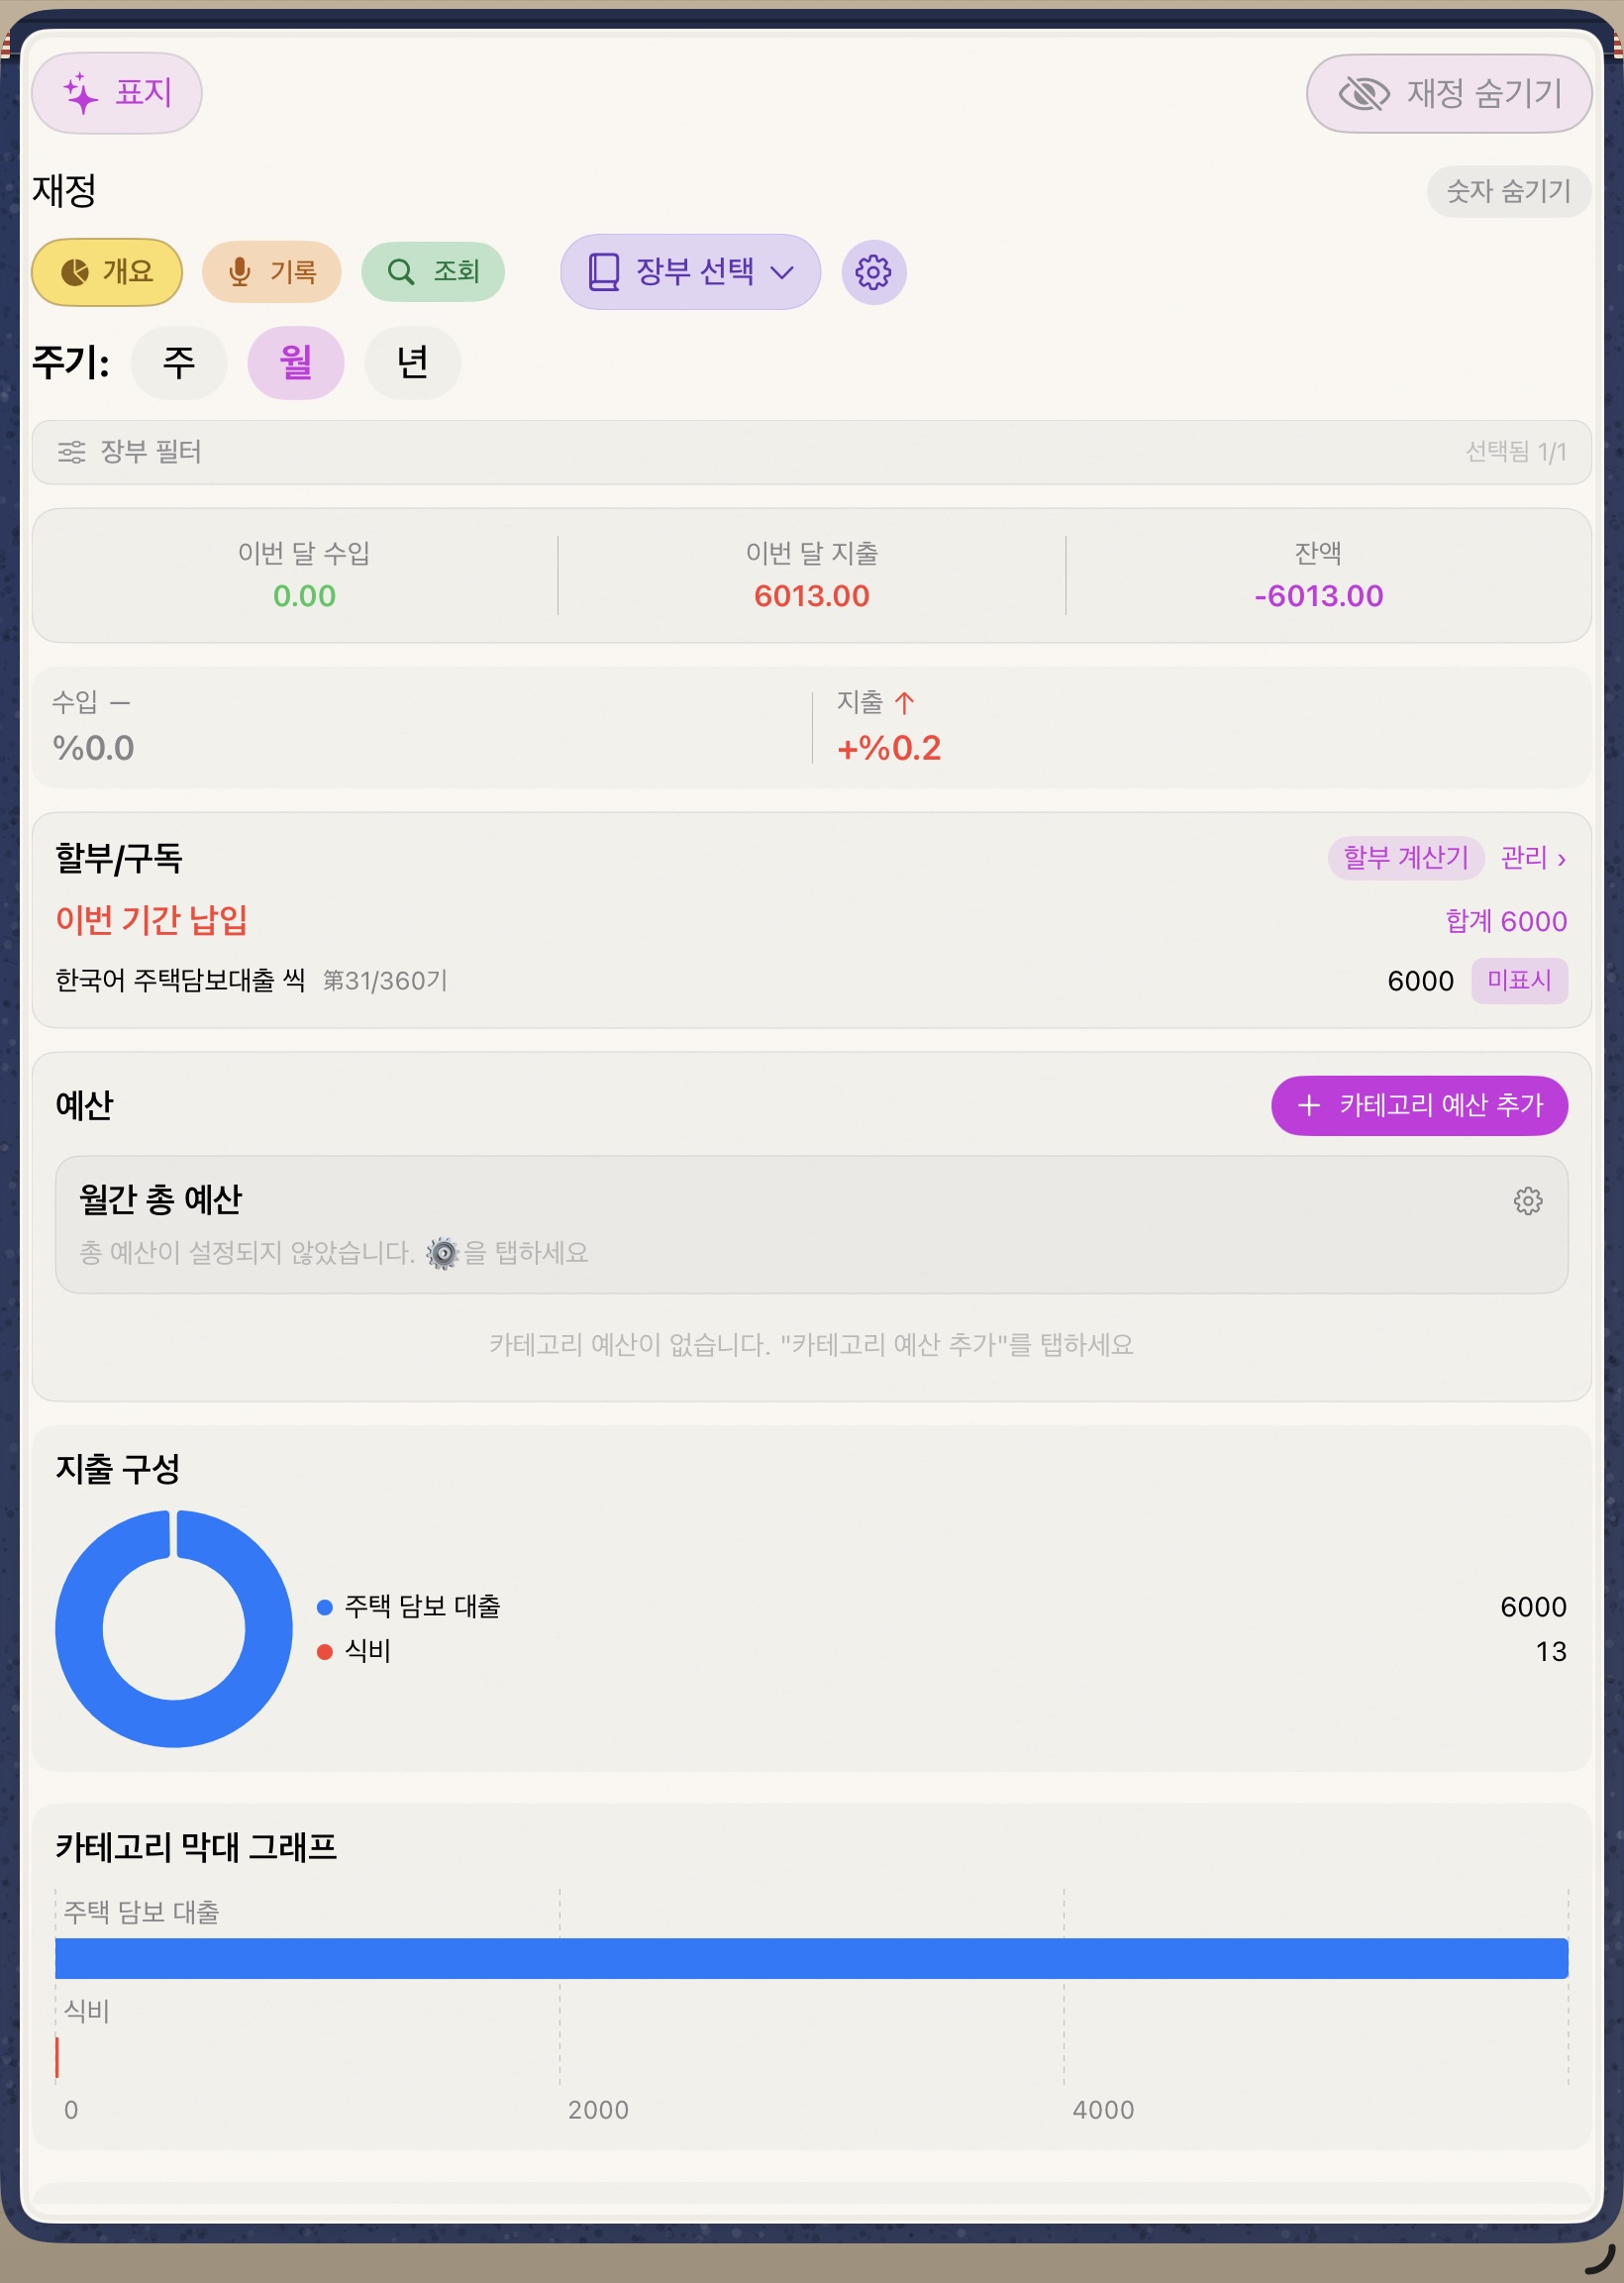 표지
재정 숨기기
재정
숫자 숨기기
개요
기록
조회
장부 선택
주기:
주
월
년
장부 필터
선택됨 1/1
이번 달 수입
이번 달 지출
잔액
0.00
6013.00
-6013.00
수입 —
지출 ↑
%0.0
+%0.2
할부/구독
할부 계산기
관리 ›
이번 기간 납입
합계 6000
한국어 주택담보대출 씩 第31/360기
6000
미표시
예산
+ 카테고리 예산 추가
월간 총 예산
총 예산이 설정되지 않았습니다. ⚙️을 탭하세요
카테고리 예산이 없습니다. "카테고리 예산 추가"를 탭하세요
지출 구성
주택 담보 대출 6000
식비 13
카테고리 막대 그래프
주택 담보 대출
식비
0 2000 4000